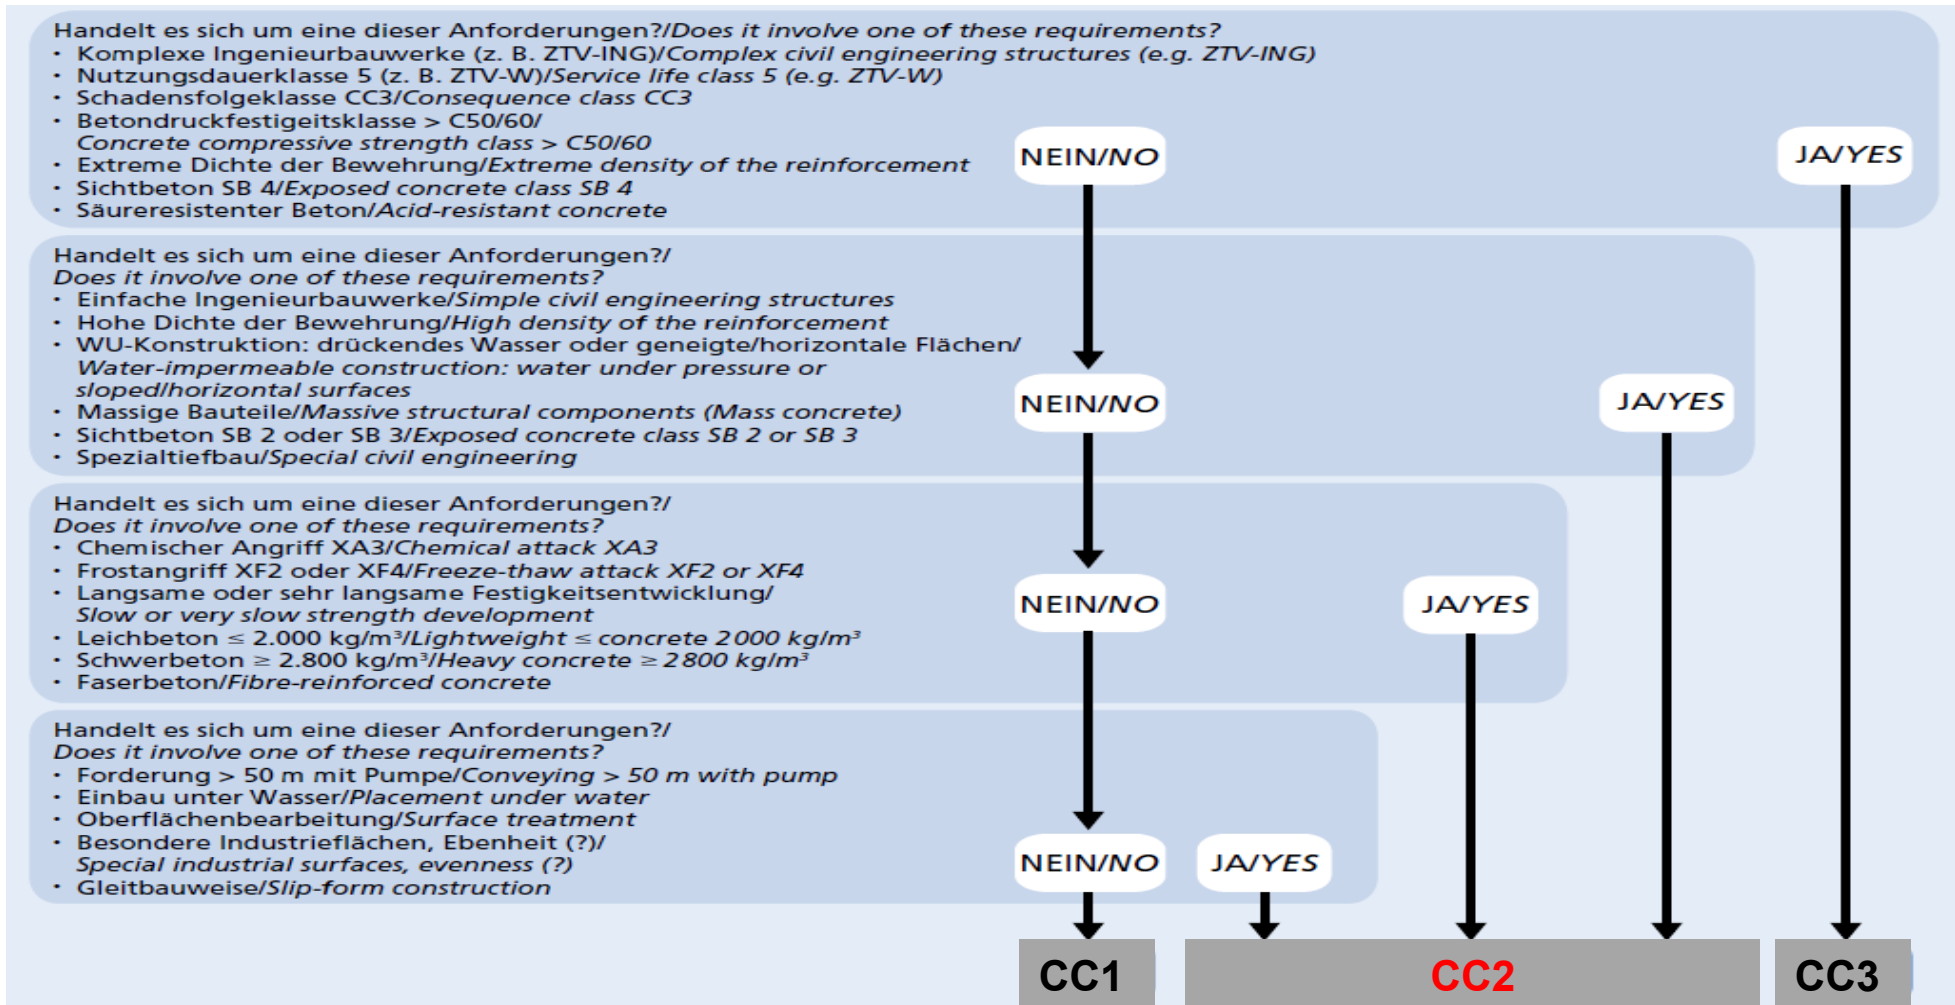 Handelt es sich um eine dieser Anforderungen?/Does it involve one of these requirements?
• Komplexe Ingenieurbauwerke (z. B. ZTV-ING)/Complex civil engineering structures (e.g. ZTV-ING)
• Nutzungsdauerklasse 5 (z. B. ZTV-W)/Service life class 5 (e.g. ZTV-W)
• Schadensfolgeklasse CC3/Consequence class CC3
• Betondruckfestigeitsklasse > C50/60/
Concrete compressive strength class > C50/60
• Extreme Dichte der Bewehrung/Extreme density of the reinforcement
• Sichtbeton SB 4/Exposed concrete class SB 4
• Säureresistenter Beton/Acid-resistant concrete
NEIN/NO
JA/YES
Handelt es sich um eine dieser Anforderungen?/
Does it involve one of these requirements?
• Einfache Ingenieurbauwerke/Simple civil engineering structures
• Hohe Dichte der Bewehrung/High density of the reinforcement
• WU-Konstruktion: drückendes Wasser oder geneigte/horizontale Flächen/
Water-impermeable construction: water under pressure or
sloped/horizontal surfaces
• Massige Bauteile/Massive structural components (Mass concrete)
• Sichtbeton SB 2 oder SB 3/Exposed concrete class SB 2 or SB 3
• Spezialtiefbau/Special civil engineering
NEIN/NO
JA/YES
Handelt es sich um eine dieser Anforderungen?/
Does it involve one of these requirements?
• Chemischer Angriff XA3/Chemical attack XA3
• Frostangriff XF2 oder XF4/Freeze-thaw attack XF2 or XF4
• Langsame oder sehr langsame Festigkeitsentwicklung/
Slow or very slow strength development
• Leichbeton ≤ 2.000 kg/m³/Lightweight ≤ concrete 2000 kg/m³
• Schwerbeton ≥ 2.800 kg/m³/Heavy concrete ≥ 2800 kg/m³
• Faserbeton/Fibre-reinforced concrete
NEIN/NO
JA/YES
Handelt es sich um eine dieser Anforderungen?/
Does it involve one of these requirements?
• Forderung > 50 m mit Pumpe/Conveying > 50 m with pump
• Einbau unter Wasser/Placement under water
• Oberflächenbearbeitung/Surface treatment
• Besondere Industrieflächen, Ebenheit (?)/
Special industrial surfaces, evenness (?)
• Gleitbauweise/Slip-form construction
NEIN/NO
JA/YES
CC1
CC2
CC3